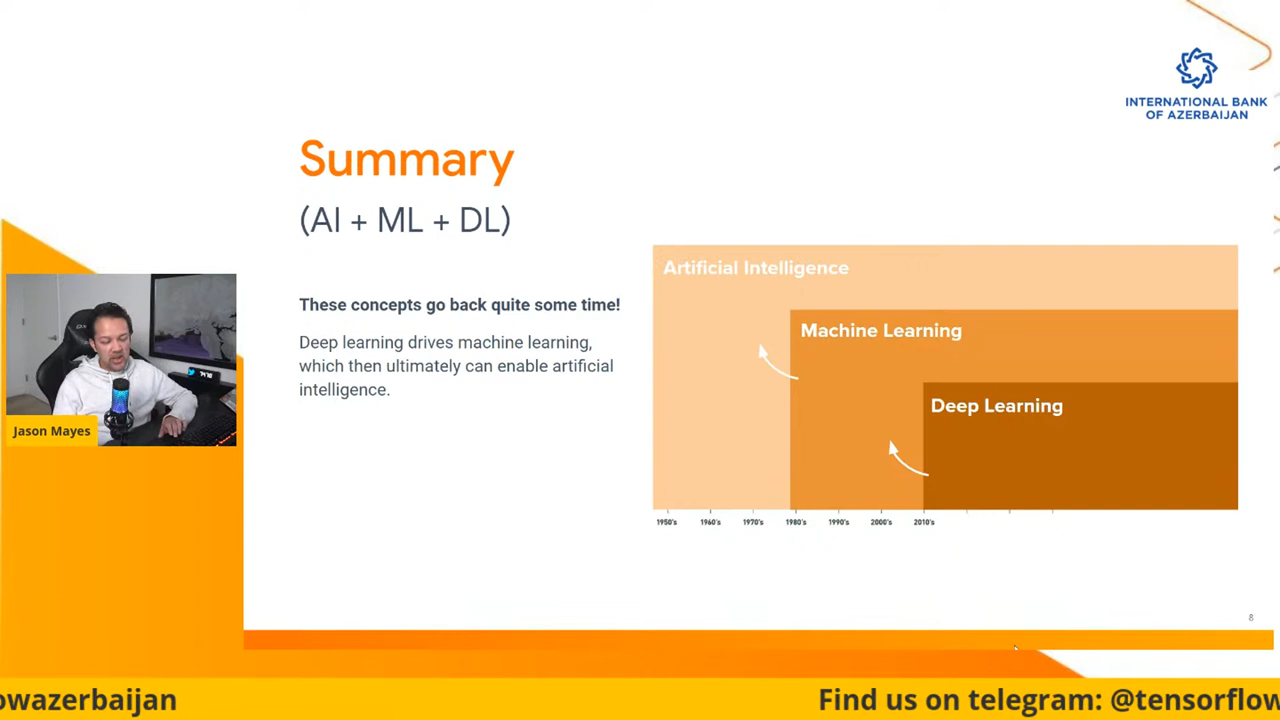 INTERNATIONAL BANK
OF AZERBAIJAN
Summary
(AI + ML + DL)
These concepts go back quite some time!
Deep learning drives machine learning,
which then ultimately can enable artificial
intelligence.
Artificial Intelligence
Machine Learning
Deep Learning
1950's 1960's 1970's 1980's 1990's 2000's 2010's
Jason Mayes
8
owazerbaijan
Find us on telegram: @tensorflow